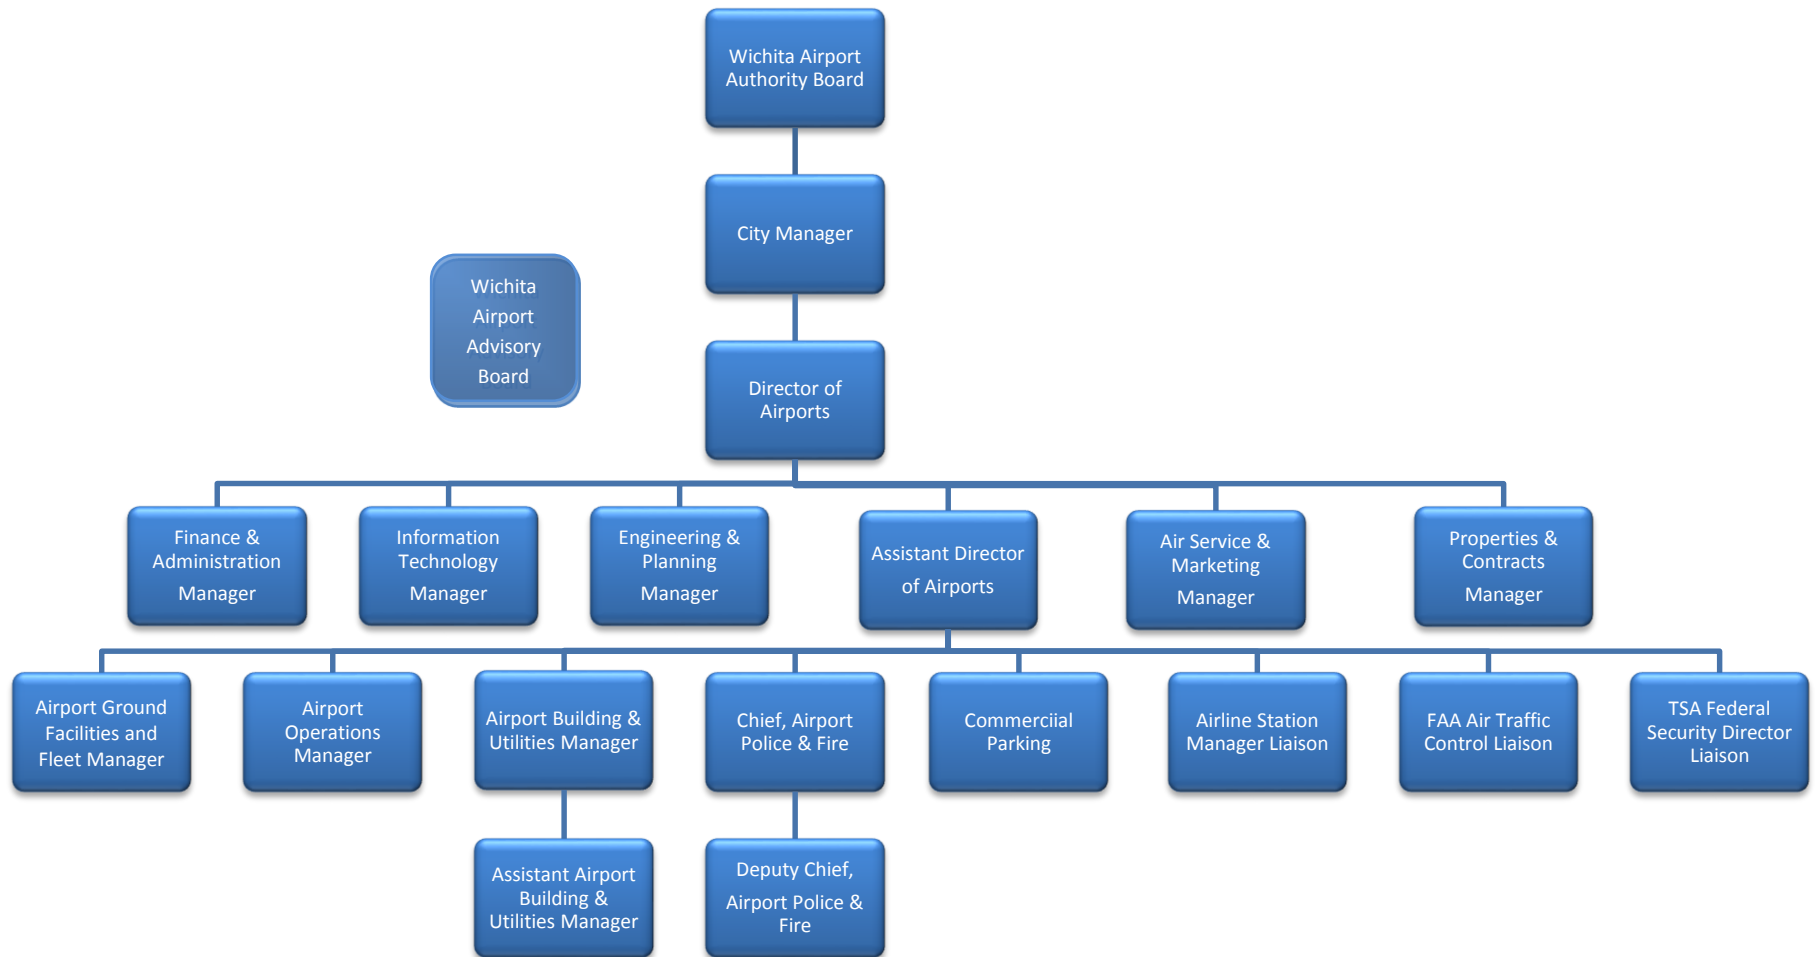 Wichita Airport
Authority Board
City Manager
Wichita
Airport
Advisory
Board
Director of
Airports
Finance &
Administration
Manager
Information
Technology
Manager
Engineering &
Planning
Manager
Assistant Director
of Airports
Air Service &
Marketing
Manager
Properties &
Contracts
Manager
Airport Ground
Facilities and
Fleet Manager
Airport
Operations
Manager
Airport Building &
Utilities Manager
Chief, Airport
Police & Fire
Commerciial
Parking
Airline Station
Manager Liaison
FAA Air Traffic
Control Liaison
TSA Federal
Security Director
Liaison
Assistant Airport
Building &
Utilities Manager
Deputy Chief,
Airport Police &
Fire